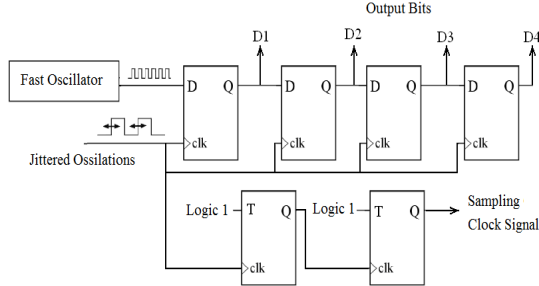 Output Bits
D1
D2
D3
D4
Fast Oscillator
D Q
D Q
D Q
D Q
clk
clk
clk
clk
Jittered Ossilations
Logic 1
T Q
Logic 1
T Q
Sampling
Clock Signal
clk
clk